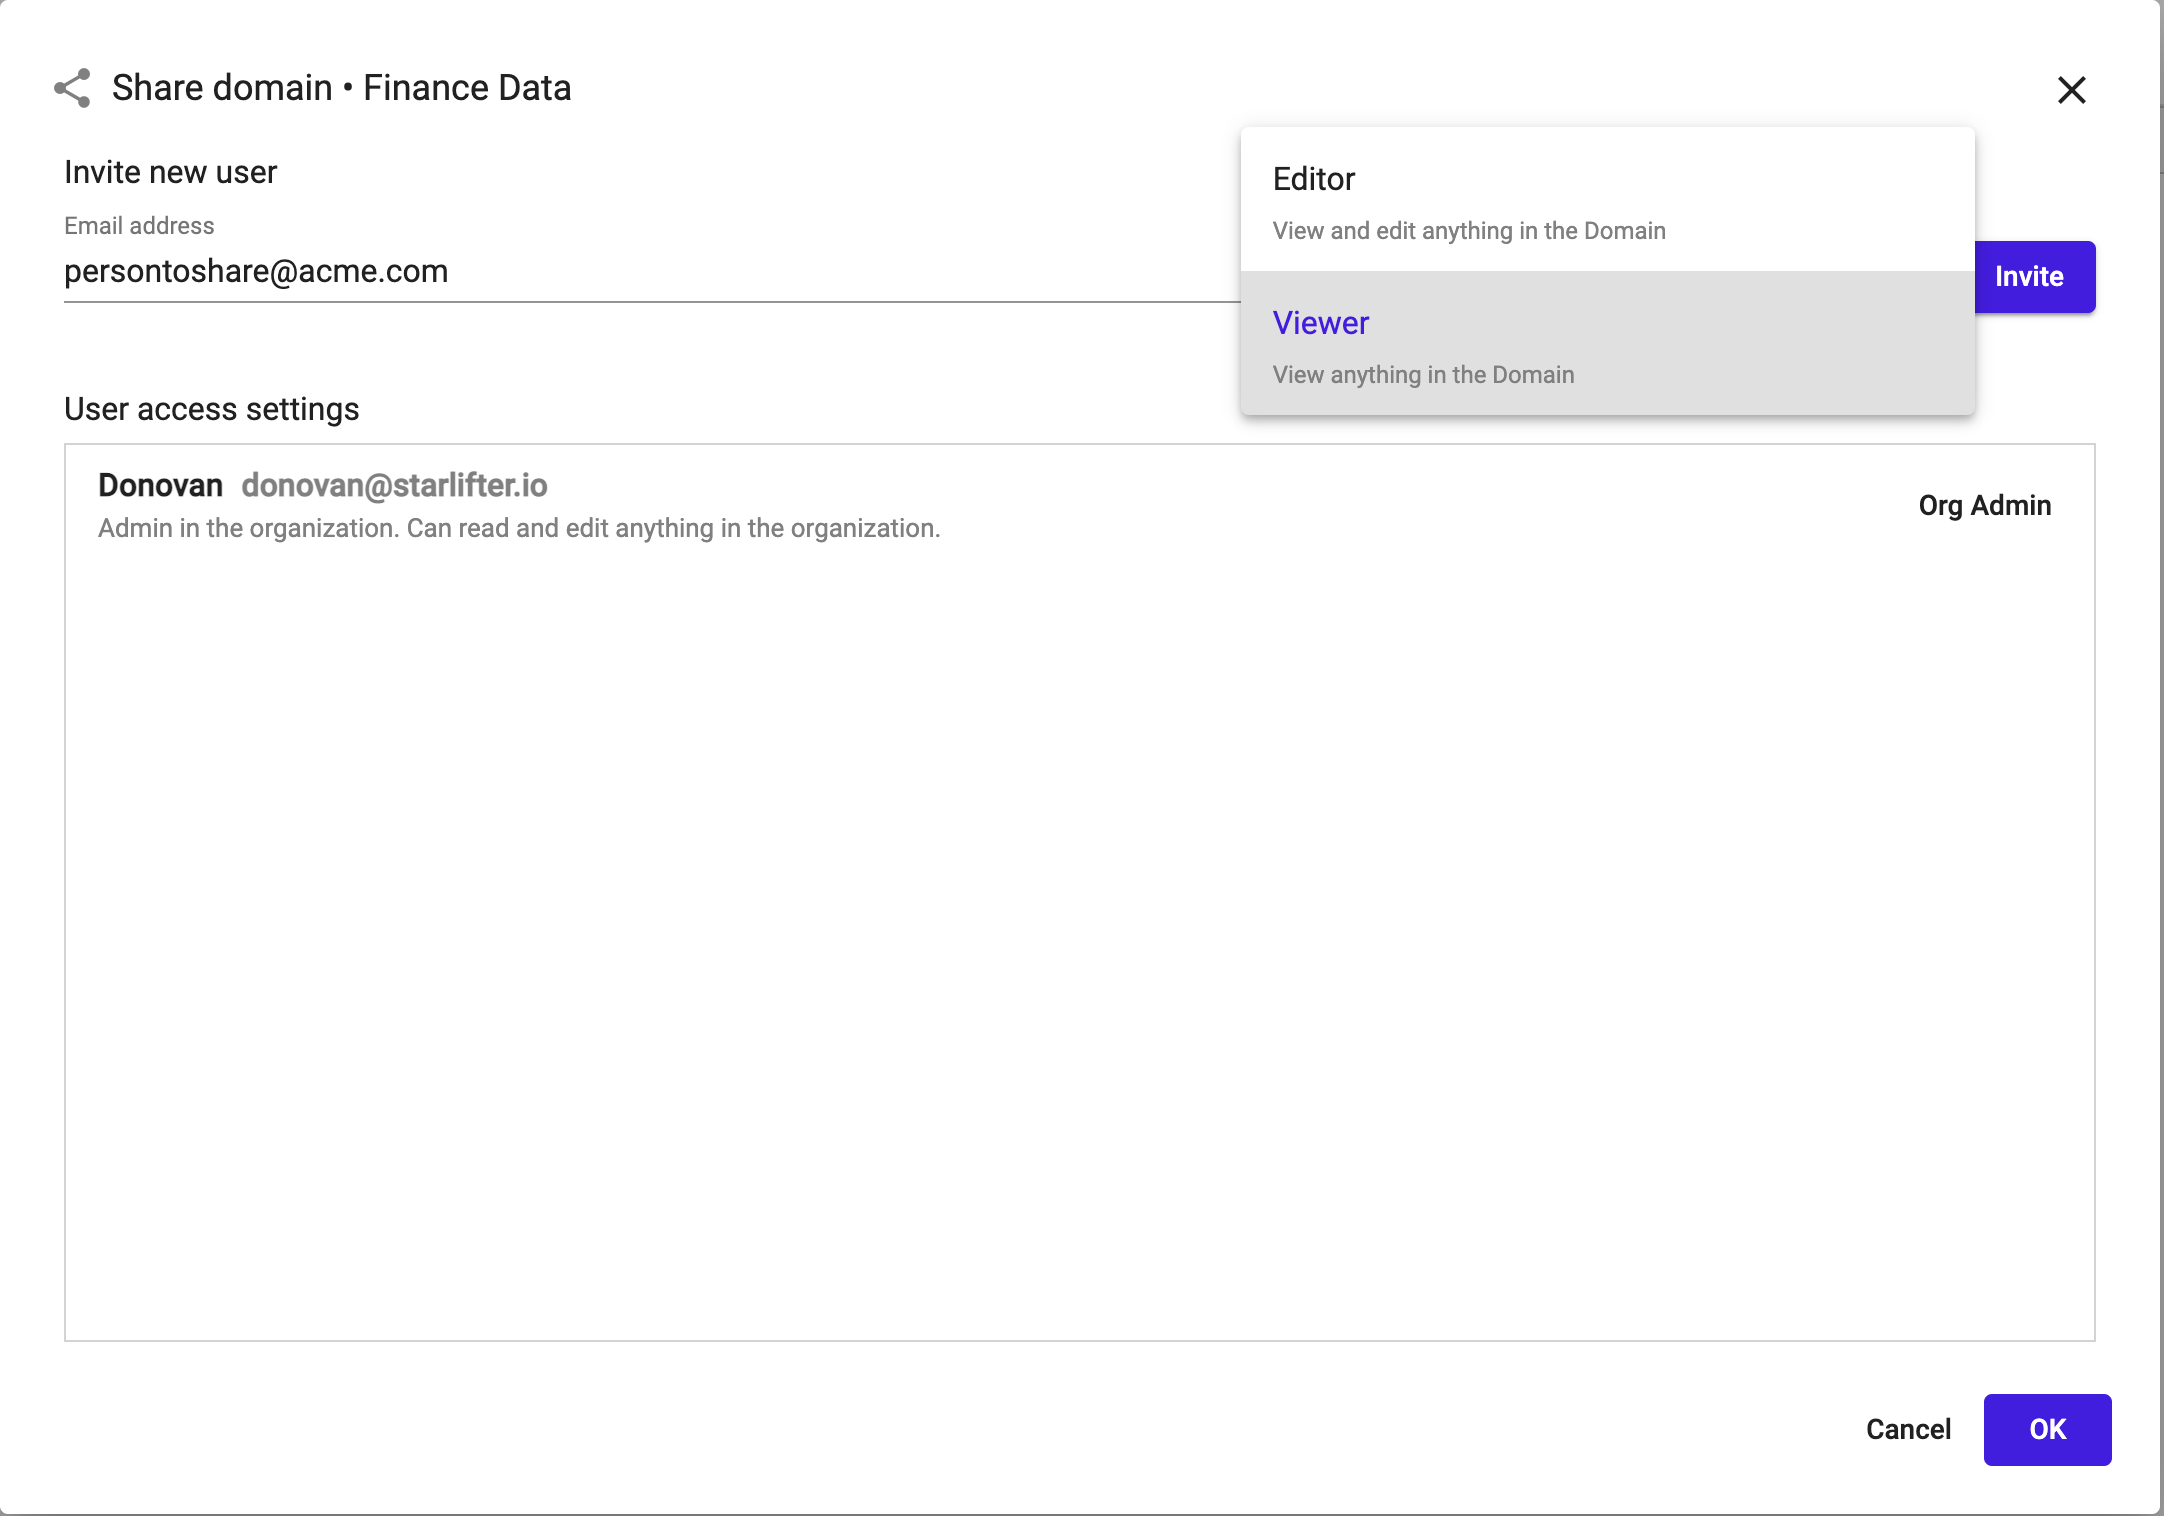 Share domain • Finance Data
Invite new user
Email address
persontoshare@acme.com
Editor
View and edit anything in the Domain
Viewer
View anything in the Domain
Invite
User access settings
Donovan donovan@starlifter.io
Admin in the organization. Can read and edit anything in the organization.
Org Admin
Cancel
OK